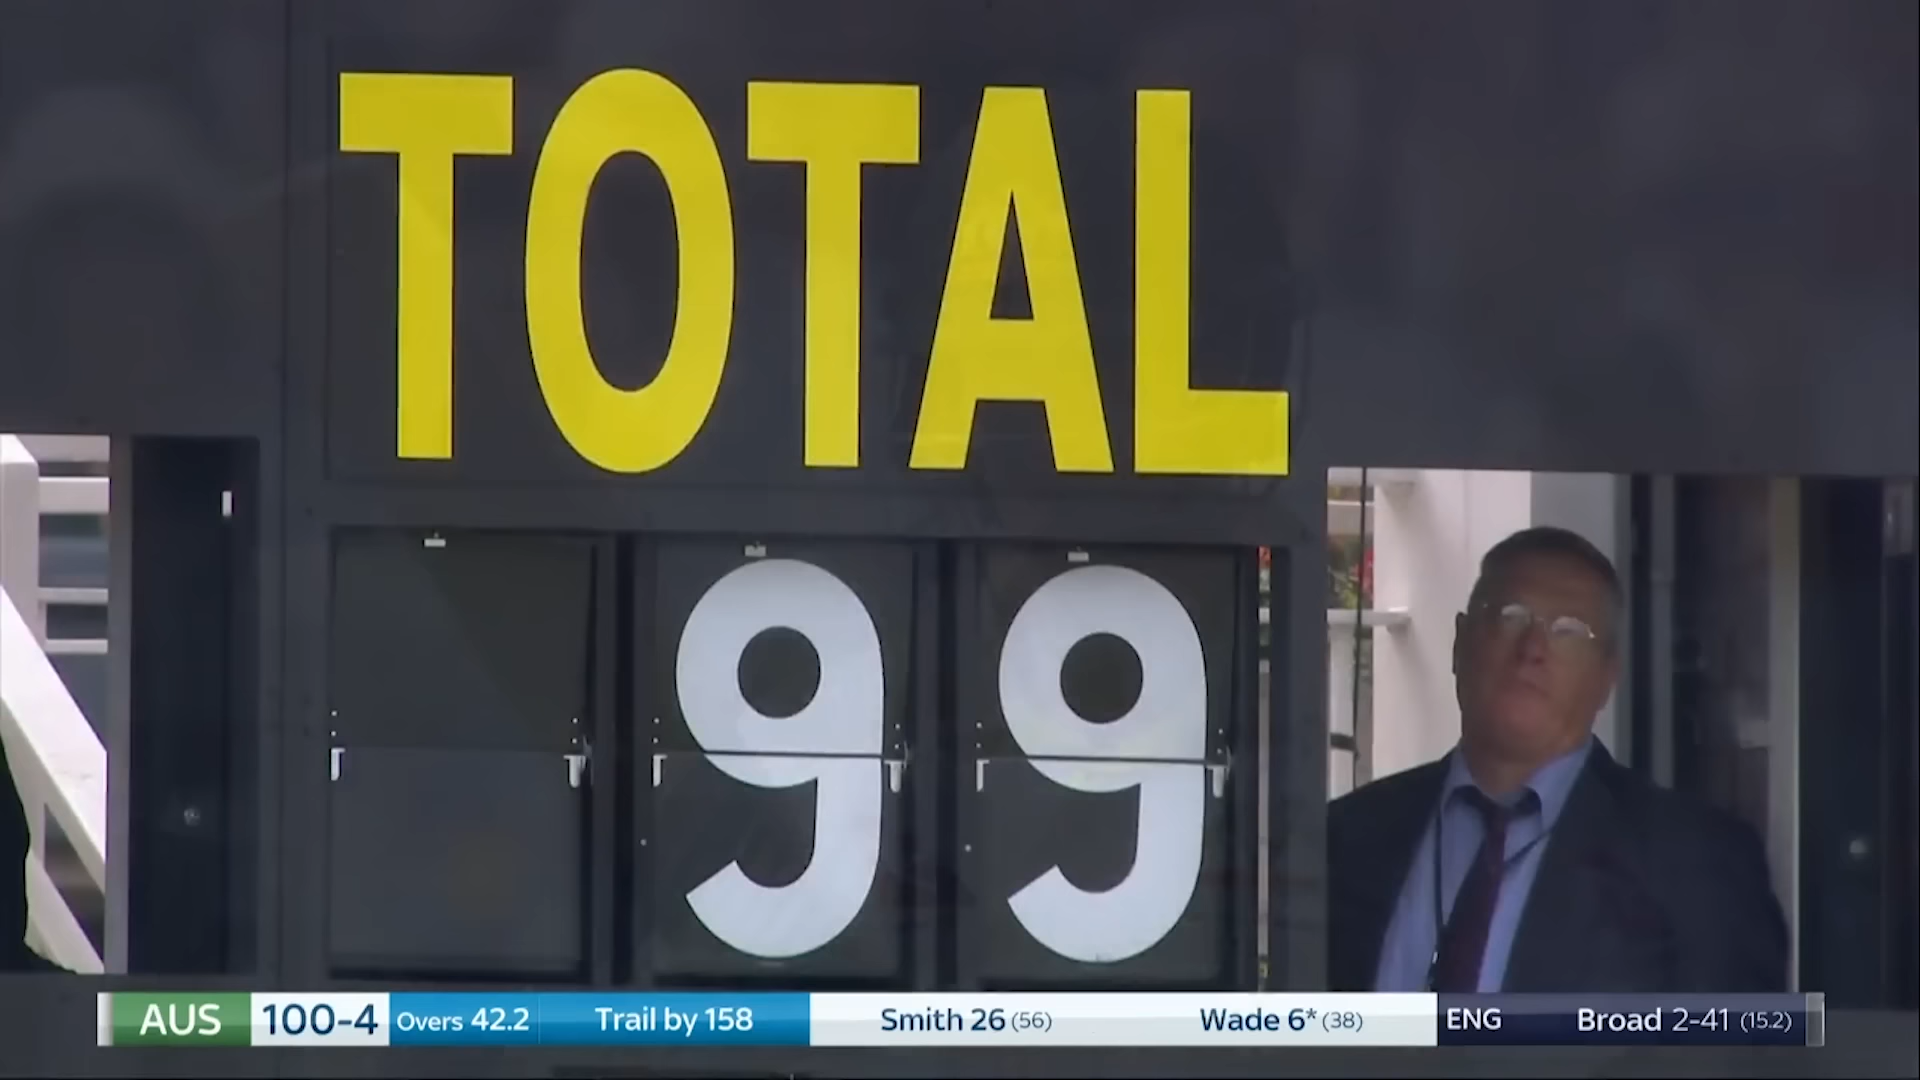 TOTAL
99
AUS 100-4 Overs 42.2 Trail by 158 Smith 26 (56) Wade 6* (38) ENG Broad 2-41 (15.2)